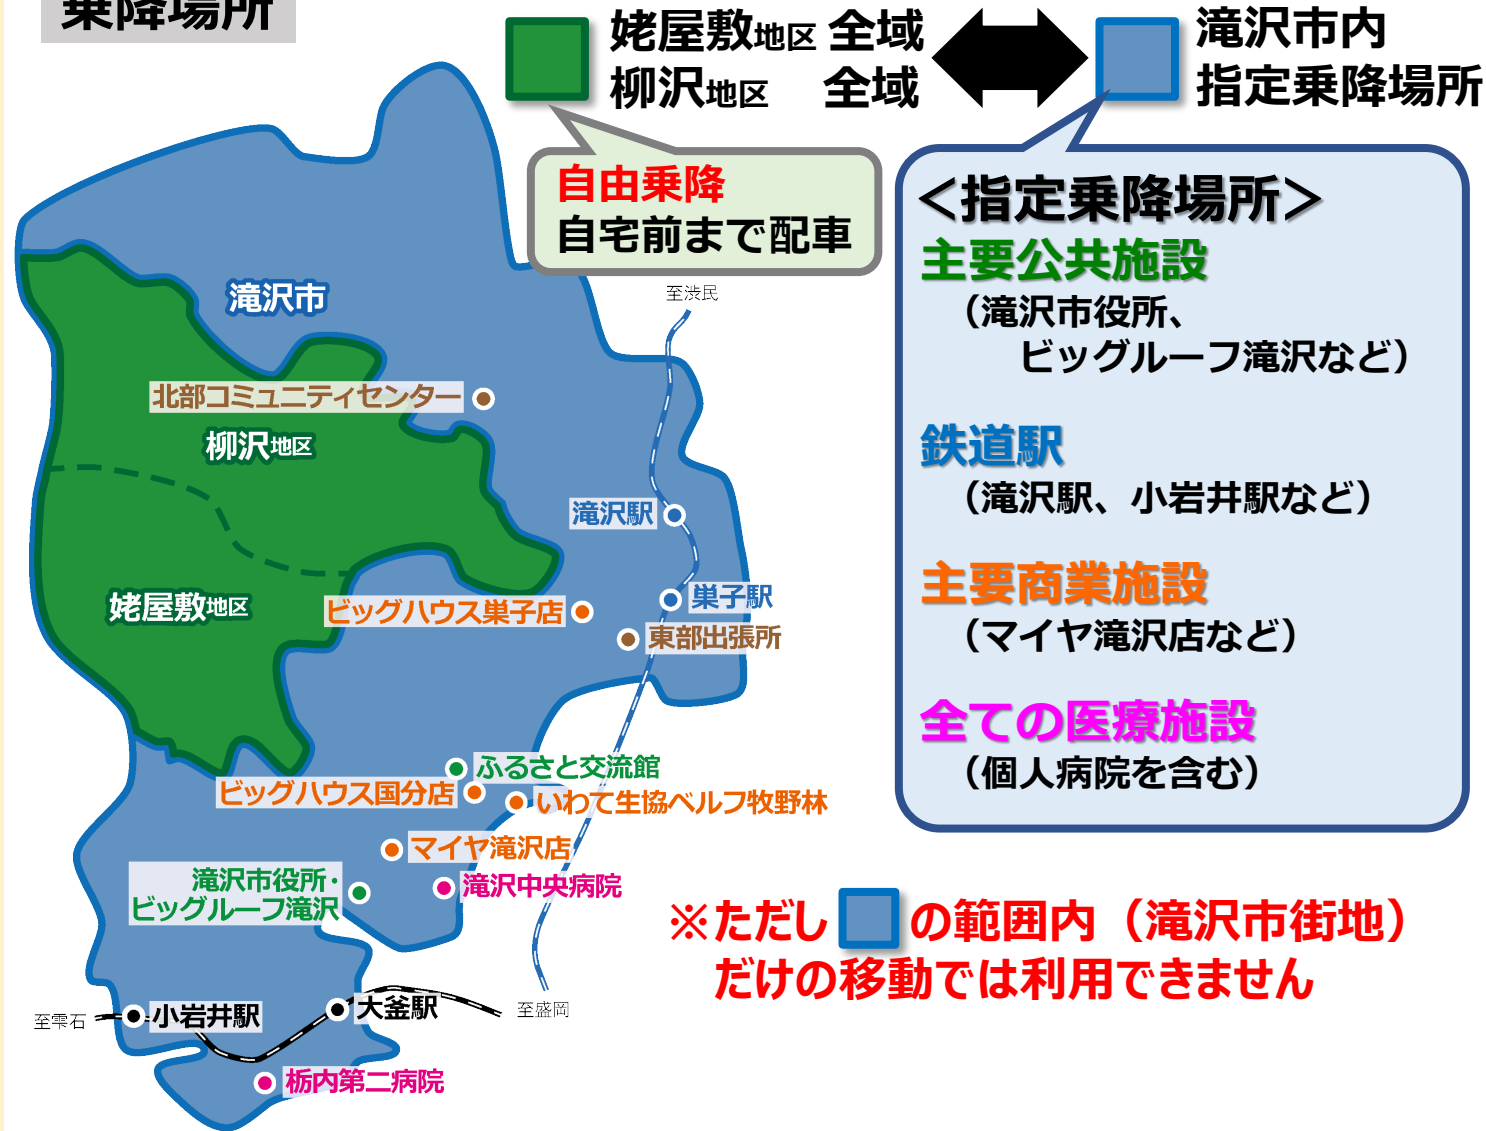 乗降場所
姥屋敷地区 全域
柳沢地区 全域
滝沢市内
指定乗降場所
自由乗降
自宅前まで配車
＜指定乗降場所＞
主要公共施設
（滝沢市役所、
ビッグルーフ滝沢など）
鉄道駅
（滝沢駅、小岩井駅など）
主要商業施設
（マイヤ滝沢店など）
全ての医療施設
（個人病院を含む）
至渋民
滝沢市
北部コミュニティセンター
柳沢地区
滝沢駅
巣子駅
姥屋敷地区
ビッグハウス巣子店
東部出張所
ふるさと交流館
ビッグハウス国分店
いわて生協ベルフ牧野林
マイヤ滝沢店
滝沢市役所・
ビッグルーフ滝沢
滝沢中央病院
※ただし の範囲内（滝沢市街地）
だけの移動では利用できません
至雫石
小岩井駅
大釜駅
至盛岡
栃内第二病院